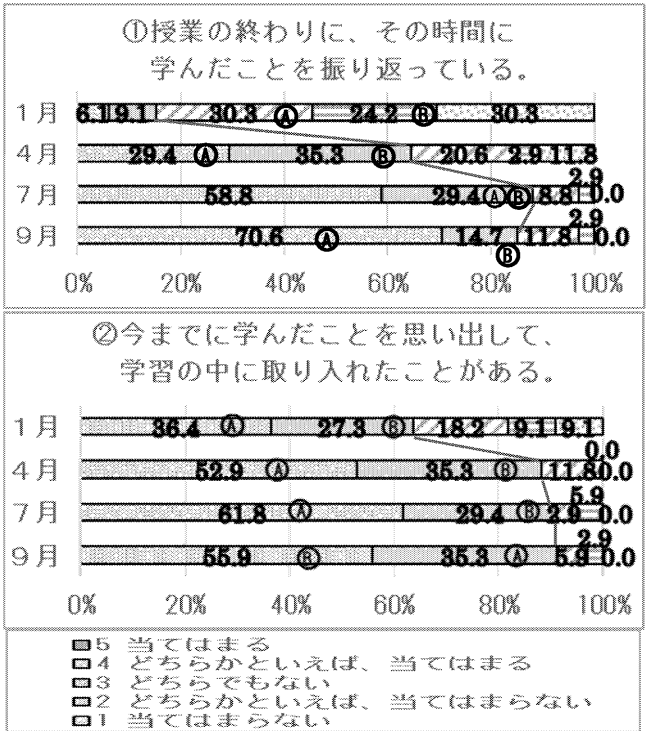 ①授業の終わりに、その時間に
学んだことを振り返っている。
1月 6.1 9.1 30.3 Ⓐ 24.2 Ⓑ 30.3
4月 29.4 Ⓐ 35.3 Ⓑ 20.6 2.9 11.8
2.9
7月 58.8 29.4 Ⓐ Ⓑ 8.8 0.0
2.9
9月 70.6 Ⓐ 14.7 11.8 0.0
Ⓑ
0% 20% 40% 60% 80% 100%
②今までに学んだことを思い出して、
学習の中に取り入れたことがある。
1月 36.4 Ⓐ 27.3 Ⓑ 18.2 9.1 9.1
0.0
4月 52.9 Ⓐ 35.3 Ⓑ 11.8 0.0
5.9
7月 61.8 Ⓐ 29.4 Ⓑ 2.9 0.0
2.9
9月 55.9 Ⓑ 35.3 Ⓐ 5.9 0.0
0% 20% 40% 60% 80% 100%
5 当てはまる
4 どちらかといえば、当てはまる
3 どちらでもない
2 どちらかといえば、当てはまらない
1 当てはまらない